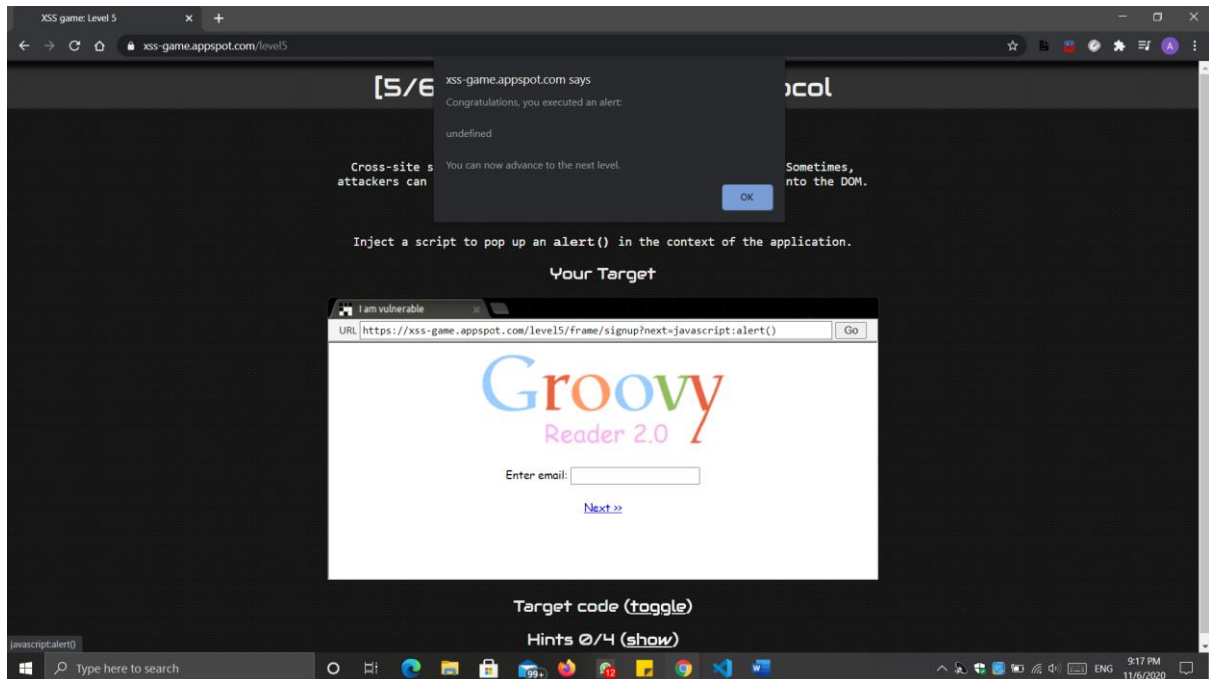 XSS game: Level 5
xss-game.appspot.com/level5
A
[5/6
ocol
xss-game.appspot.com says
Congratulations, you executed an alert:
undefined
You can now advance to the next level.
OK
Cross-site s
Sometimes,
attackers can
nto the DOM.
Inject a script to pop up an alert() in the context of the application.
Your Target
I am vulnerable
URL https://xss-game.appspot.com/level5/frame/signup?next=javascript:alert() Go
Groovy
Reader 2.0
Enter email:
Next >>
Target code (toggle)
Hints 0/4 (show)
javascript:alert()
Type here to search
99+
12
ENG
9:17 PM
11/6/2020